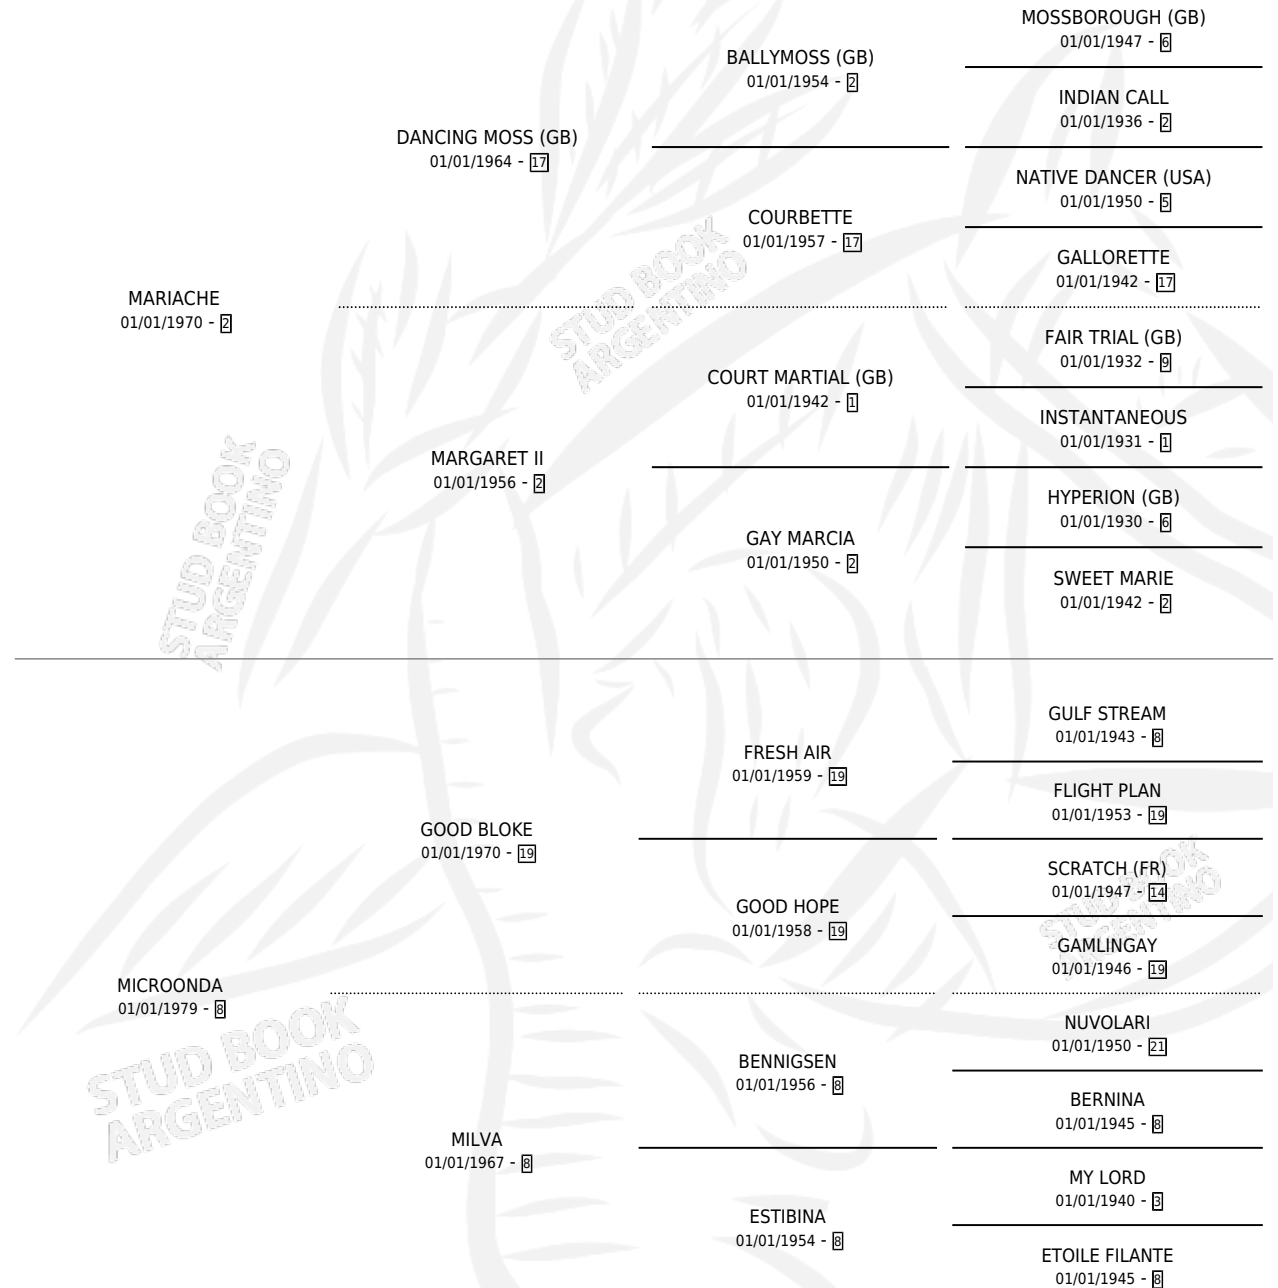 MOSSBOROUGH (GB)
01/01/1947 - 6
BALLYMOSS (GB)
01/01/1954 - 2
INDIAN CALL
01/01/1936 - 2
DANCING MOSS (GB)
01/01/1964 - 17
NATIVE DANCER (USA)
01/01/1950 - 5
COURBETTE
01/01/1957 - 17
GALLORETTE
01/01/1942 - 17
MARIACHE
01/01/1970 - 2
FAIR TRIAL (GB)
01/01/1932 - 9
COURT MARTIAL (GB)
01/01/1942 - 1
INSTANTANEOUS
01/01/1931 - 1
MARGARET II
01/01/1956 - 2
HYPERION (GB)
01/01/1930 - 6
GAY MARCIA
01/01/1950 - 2
SWEET MARIE
01/01/1942 - 2
STUD BOOK
ARGENTINO
STUD BOOK
ARGENTINO
GULF STREAM
01/01/1943 - 8
FRESH AIR
01/01/1959 - 19
FLIGHT PLAN
01/01/1953 - 19
GOOD BLOKE
01/01/1970 - 19
SCRATCH (FR)
01/01/1947 - 14
GOOD HOPE
01/01/1958 - 19
GAMLINGAY
01/01/1946 - 19
STUD BOOK
ARGENTINO
MICROONDA
01/01/1979 - 8
NUVOLARI
01/01/1950 - 21
BENNIGSEN
01/01/1956 - 8
BERNINA
01/01/1945 - 8
STUD BOOK
ARGENTINO
MILVA
01/01/1967 - 8
MY LORD
01/01/1940 - 3
ESTIBINA
01/01/1954 - 8
ETOILE FILANTE
01/01/1945 - 8